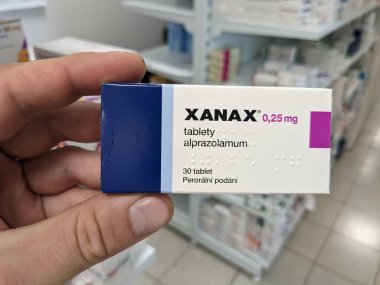 XANAX® 0,25 mg
tablety
alprazolamum
30 tablet
Perorální podání